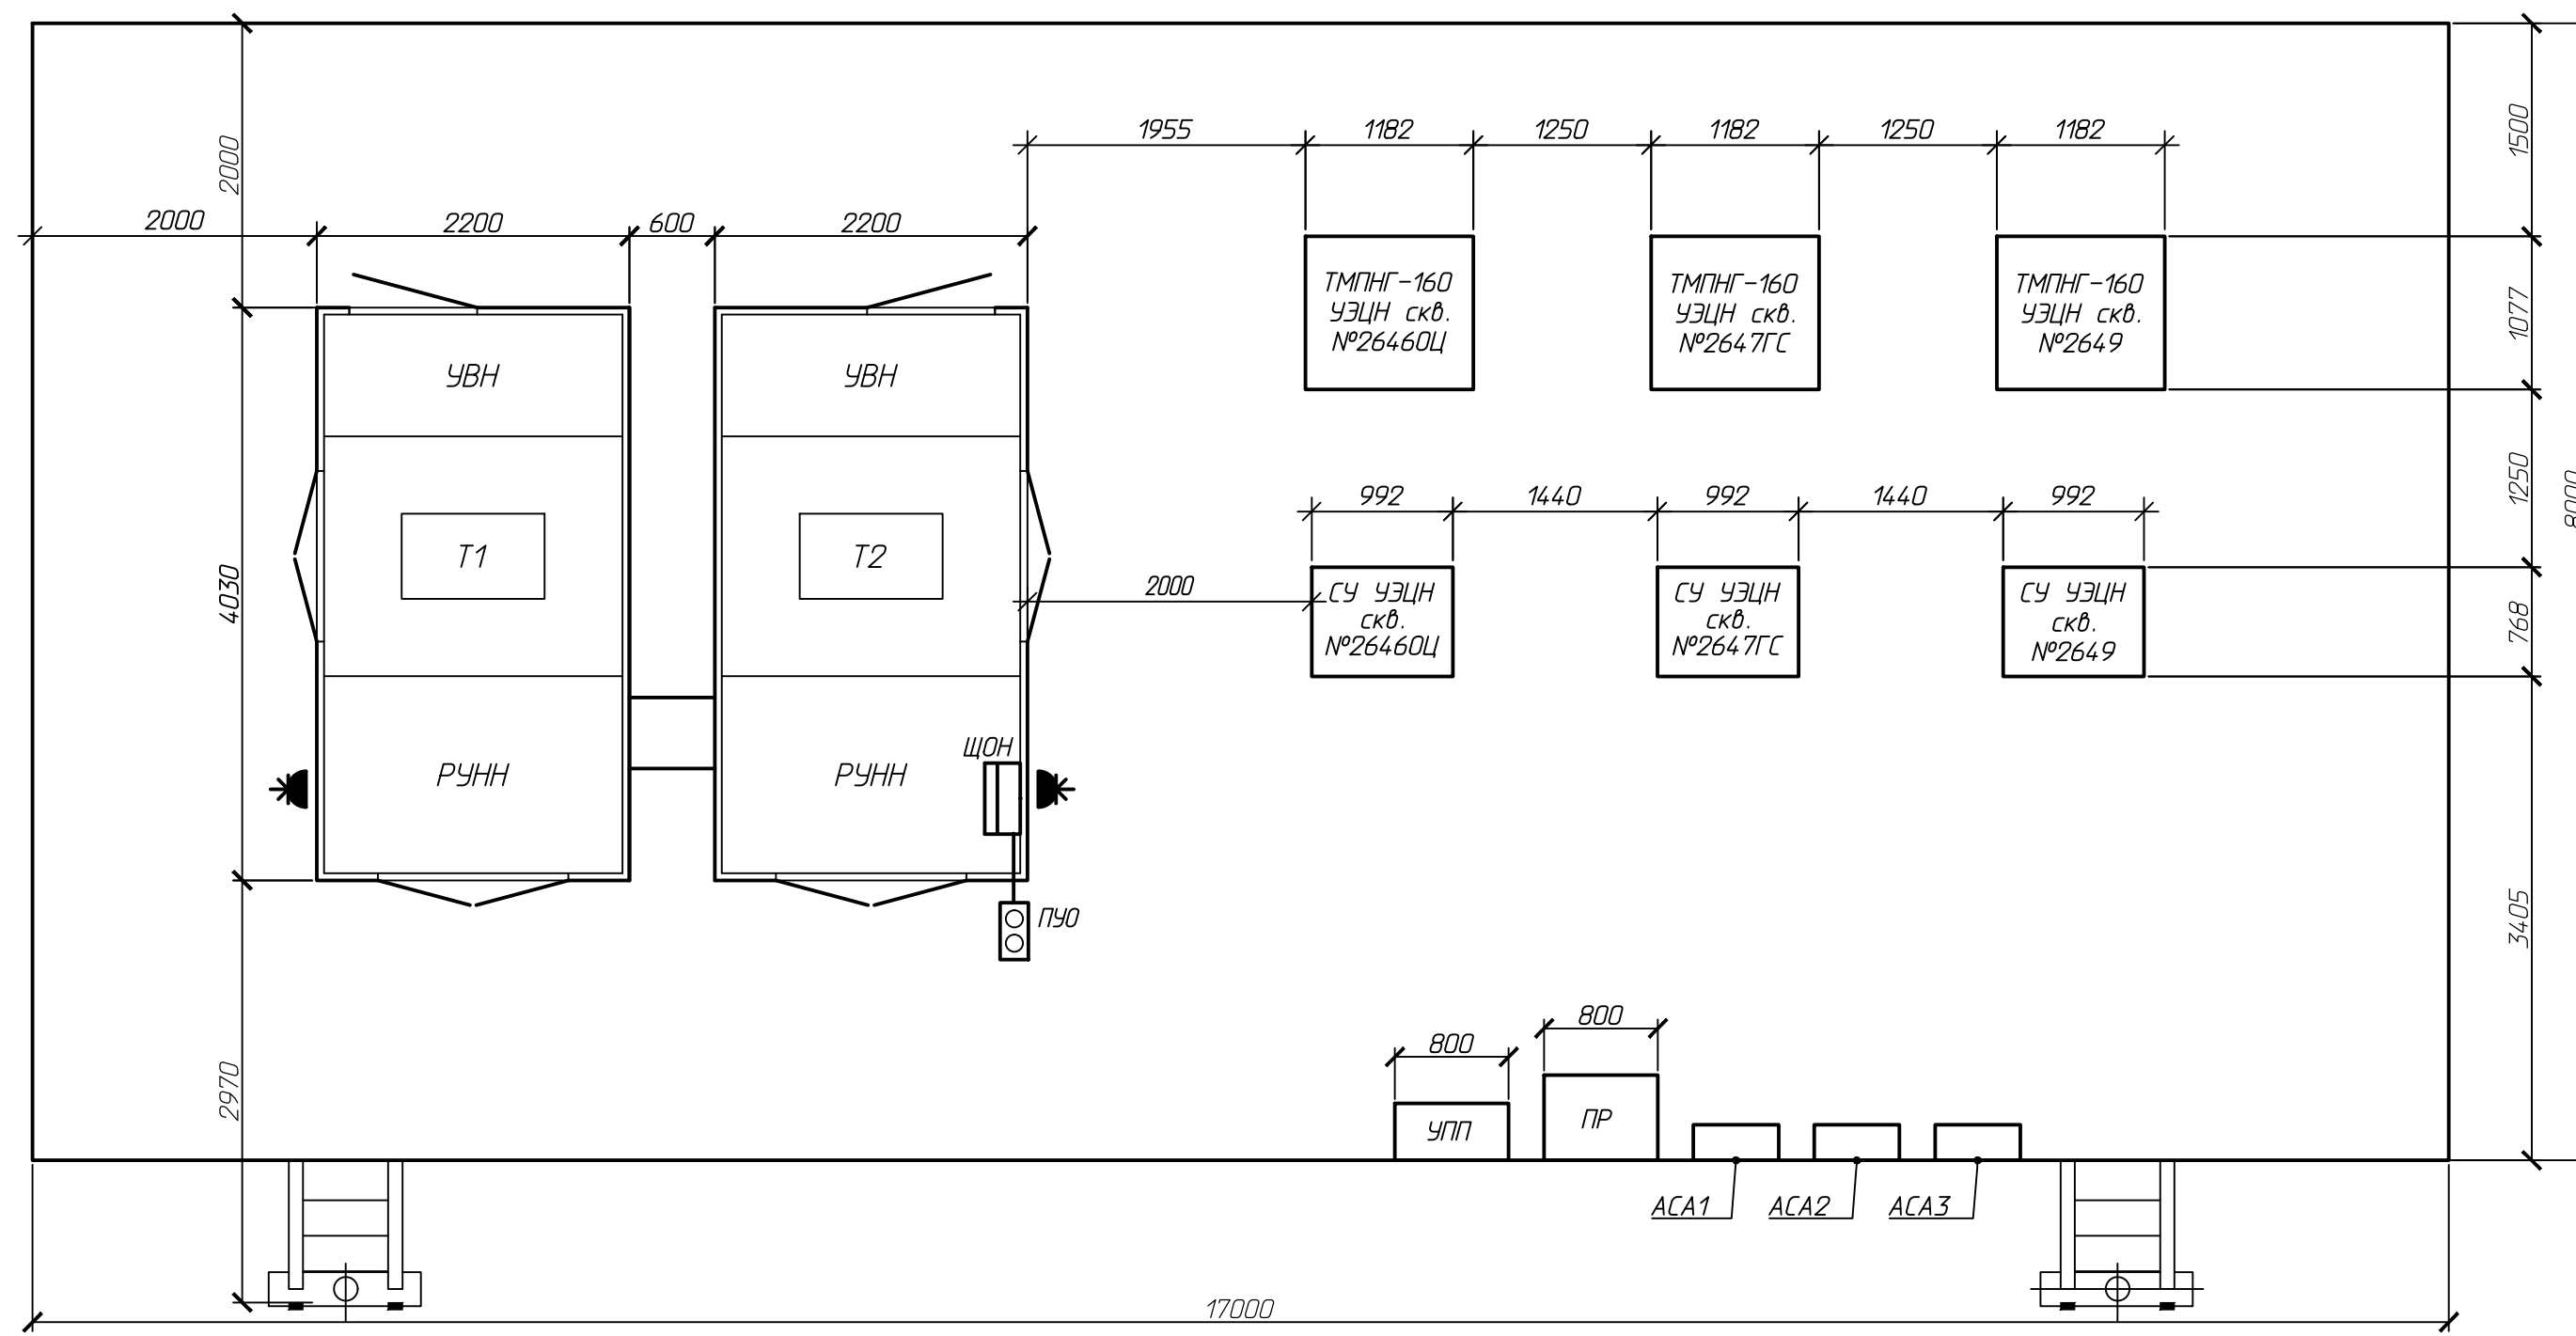 1955
1182
1250
1182
1250
1182
1500
2000
2000
2200
600
2200
ТМПНГ-160
УЭЦН скв.
№26460Ц
ТМПНГ-160
УЭЦН скв.
№2647ГС
ТМПНГ-160
УЭЦН скв.
№2649
1077
УВН
УВН
992
1440
992
1440
992
1250
8000
Т1
Т2
4030
2000
СУ УЭЦН
скв.
№26460Ц
СУ УЭЦН
скв.
№2647ГС
СУ УЭЦН
скв.
№2649
768
РУНН
РУНН
ЩОН
ПУО
3405
800
800
2970
УПП
ПР
АСА1
АСА2
АСА3
17000